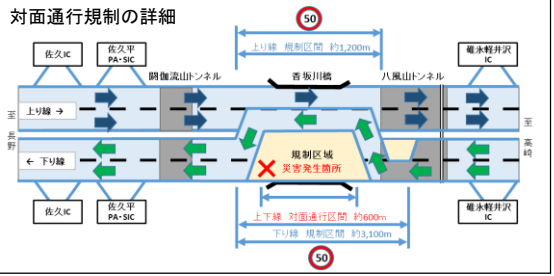 対面通行規制の詳細
50
上り線 規制区間 約1,200m
佐久IC
佐久平
PA・SIC
閼伽流山トンネル
香坂川橋
八風山トンネル
碓氷軽井沢
IC
至 長野
上り線 →
至 高崎
← 下り線
規制区域
災害発生箇所
佐久IC
佐久平
PA・SIC
碓氷軽井沢
IC
上下線 対面通行区間 約600m
下り線 規制区間 約3,100m
50